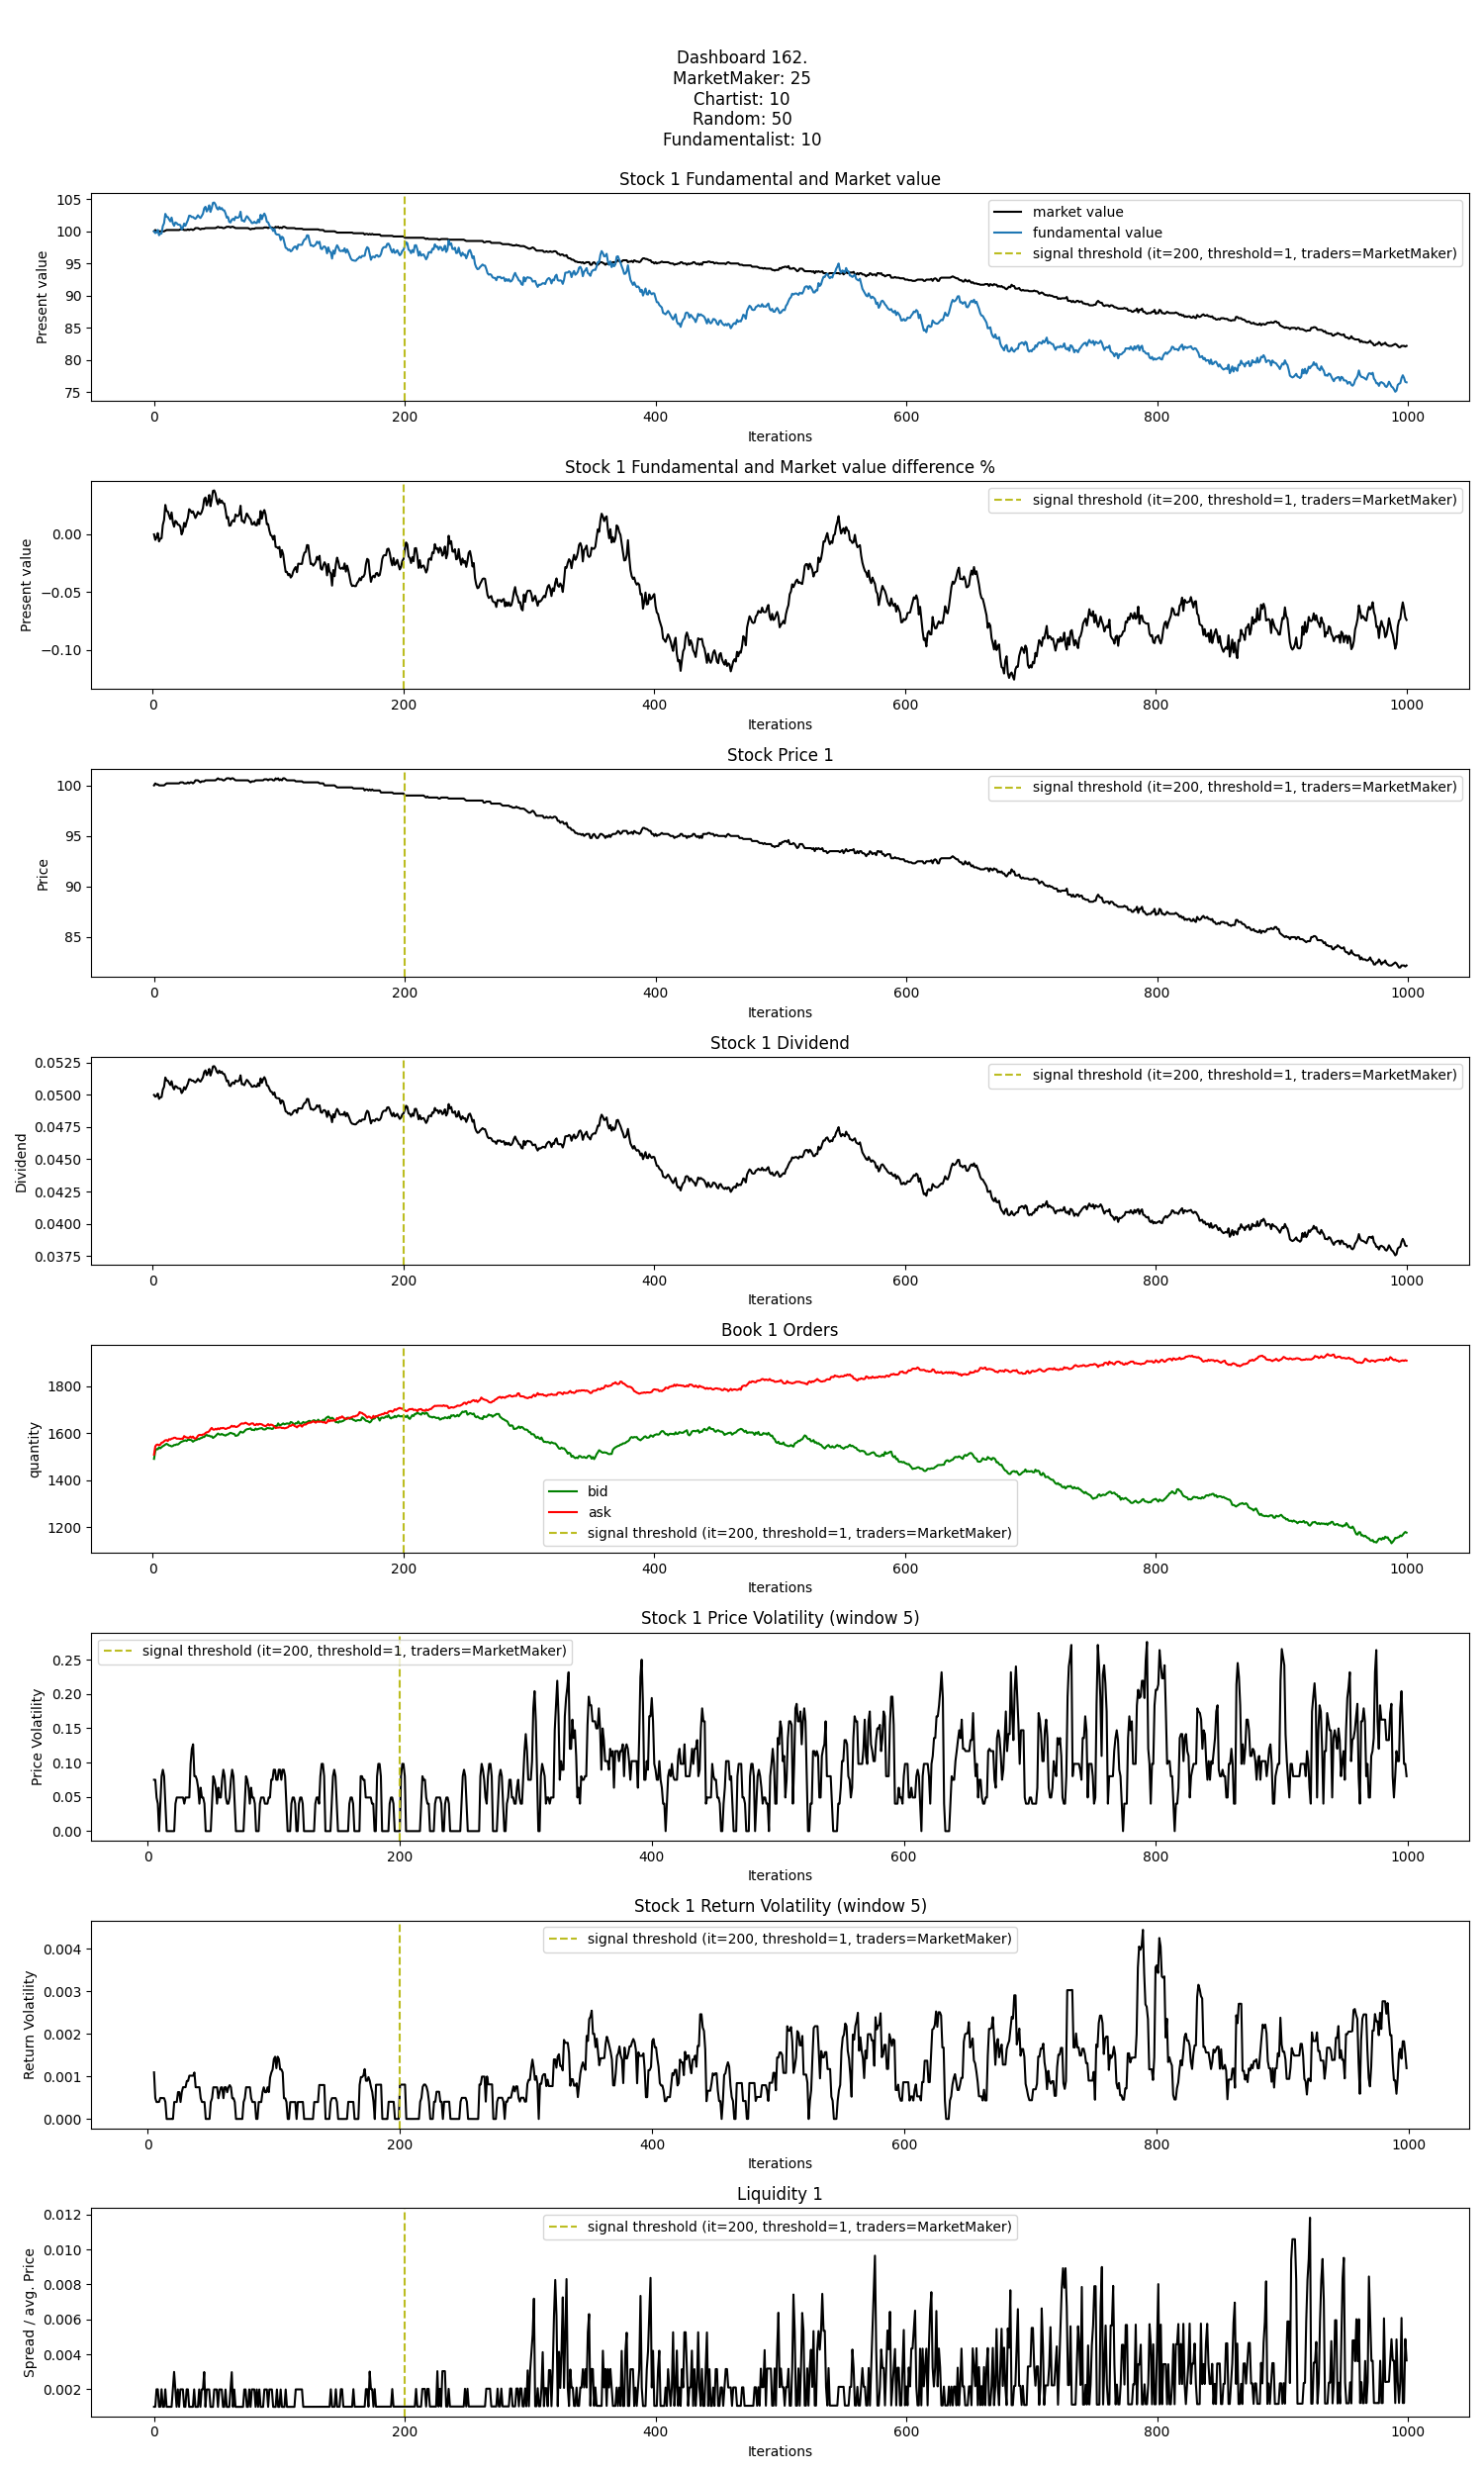 Dashboard 162.
MarketMaker: 25
Chartist: 10
Random: 50
Fundamentalist: 10
Stock 1 Fundamental and Market value
105
100
95
90
85
80
75
Present value
market value
fundamental value
signal threshold (it=200, threshold=1, traders=MarketMaker)
0 200 400 600 800 1000
Iterations
Stock 1 Fundamental and Market value difference %
0.00
−0.05
−0.10
Present value
signal threshold (it=200, threshold=1, traders=MarketMaker)
0 200 400 600 800 1000
Iterations
Stock Price 1
100
95
90
85
Price
signal threshold (it=200, threshold=1, traders=MarketMaker)
0 200 400 600 800 1000
Iterations
Stock 1 Dividend
0.0525
0.0500
0.0475
0.0450
0.0425
0.0400
0.0375
Dividend
signal threshold (it=200, threshold=1, traders=MarketMaker)
0 200 400 600 800 1000
Iterations
Book 1 Orders
1800
1600
1400
1200
quantity
bid
ask
signal threshold (it=200, threshold=1, traders=MarketMaker)
0 200 400 600 800 1000
Iterations
Stock 1 Price Volatility (window 5)
signal threshold (it=200, threshold=1, traders=MarketMaker)
0.25
0.20
0.15
0.10
0.05
0.00
Price Volatility
0 200 400 600 800 1000
Iterations
Stock 1 Return Volatility (window 5)
signal threshold (it=200, threshold=1, traders=MarketMaker)
0.004
0.003
0.002
0.001
0.000
Return Volatility
0 200 400 600 800 1000
Iterations
Liquidity 1
signal threshold (it=200, threshold=1, traders=MarketMaker)
0.012
0.010
0.008
0.006
0.004
0.002
Spread / avg. Price
0 200 400 600 800 1000
Iterations